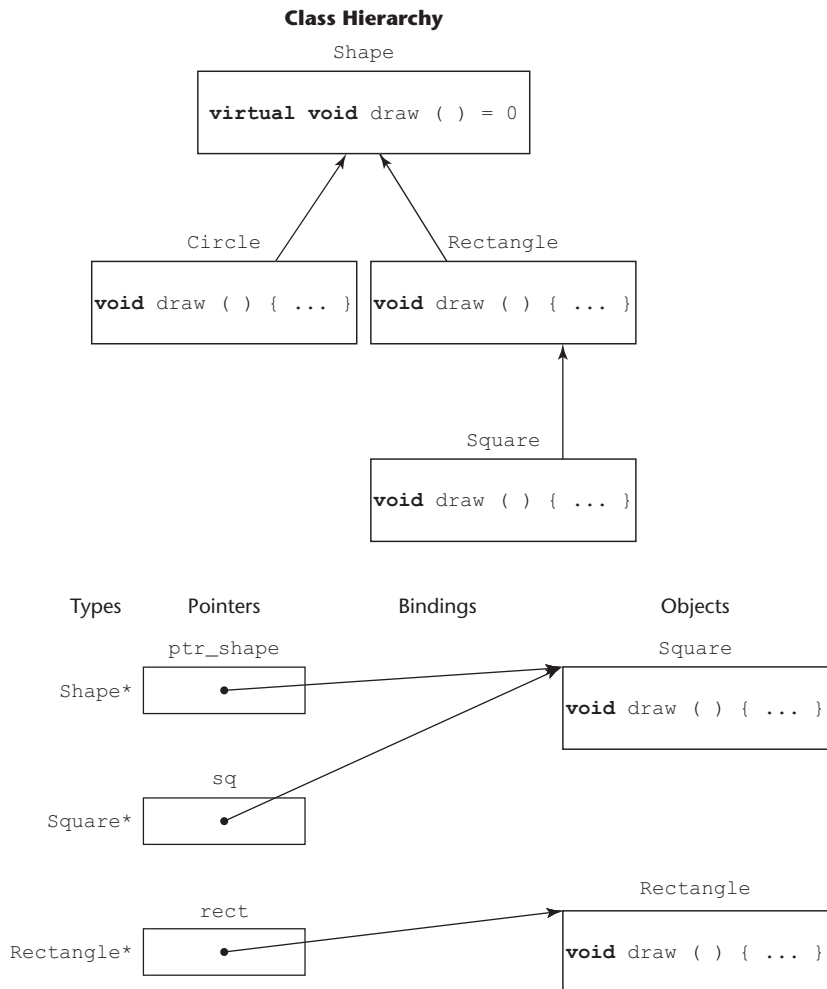 Class Hierarchy
Shape
virtual void draw ( ) = 0
Circle
Rectangle
void draw ( ) { ... }
void draw ( ) { ... }
Square
void draw ( ) { ... }
Types Pointers Bindings Objects
ptr_shape
Square
Shape*
void draw ( ) { ... }
sq
Square*
Rectangle
rect
Rectangle*
void draw ( ) { ... }